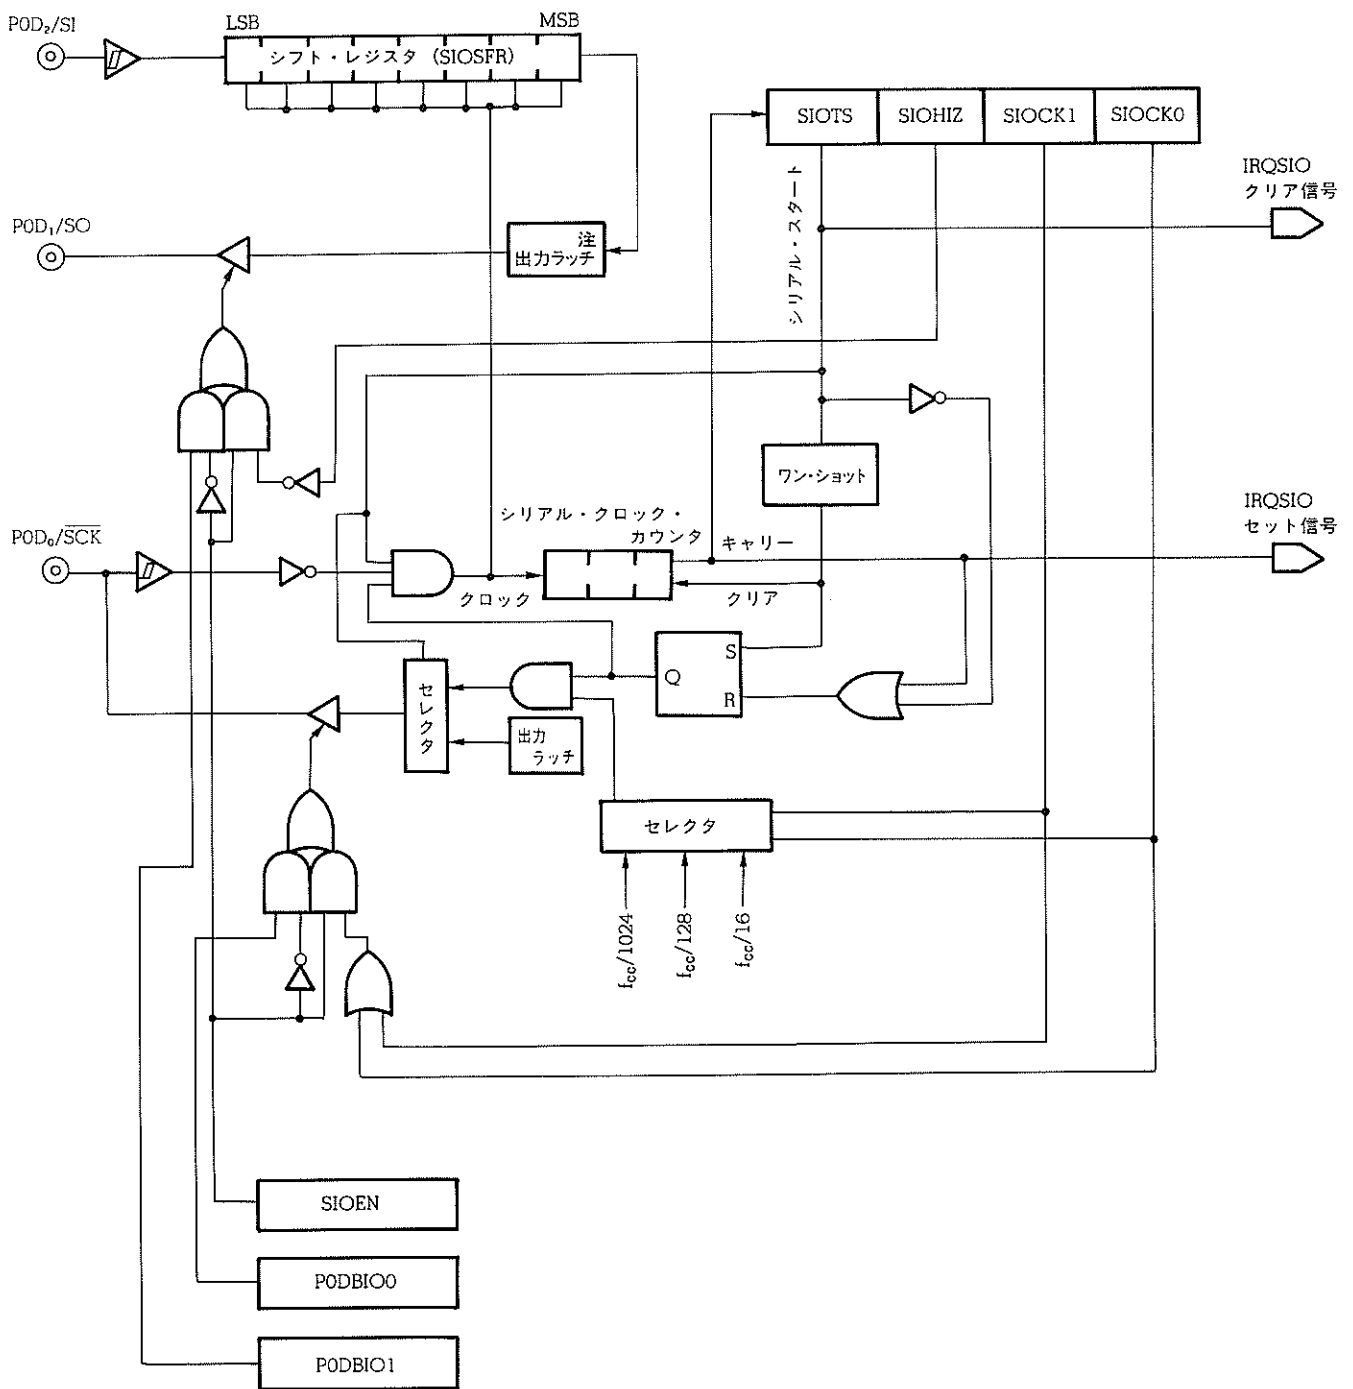 P0D₂/SI
LSB
MSB
シフト・レジスタ (SIOSFR)
SIOTS
SIOHIZ
SIOCK1
SIOCK0
シリアル・スタート
IRQSIO
クリア信号
P0D₁/SO
注
出力ラッチ
ワン・ショット
IRQSIO
セット信号
P0D₀/S̅C̅K̅
シリアル・クロック・
カウンタ
キャリー
クロック
クリア
セレクタ
Q
S
R
出力
ラッチ
セレクタ
fcc/1024
fcc/128
fcc/16
SIOEN
P0DBIO0
P0DBIO1